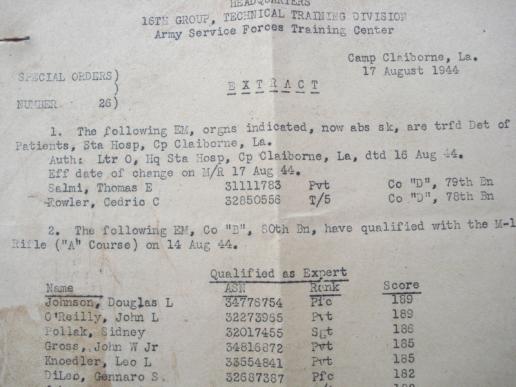 HEADQUARTERS
16TH GROUP, TECHNICAL TRAINING DIVISION
Army Service Forces Training Center
Camp Claiborne, La.
17 August 1944
SPECIAL ORDERS)
)
NUMBER 26)
E X T R A C T
1. The following EM, orgns indicated, now abs sk, are trfd Det of
Patients, Sta Hosp, Cp Claiborne, La.
Auth: Ltr O, Hq Sta Hosp, Cp Claiborne, La, dtd 16 Aug 44.
Eff date of change on M/R 17 Aug 44.
Salmi, Thomas E 31111783 Pvt Co "D", 79th Bn
Fowler, Cedric C 32850556 T/5 Co "D", 78th Bn
2. The following EM, Co "B", 80th Bn, have qualified with the M-1
Rifle ("A" Course) on 14 Aug 44.
Qualified as Expert
Name ASN Rank Score
Johnson, Douglas L 34778754 Pfc 189
O'Reilly, John L 32273965 Pvt 189
Pollak, Sidney 32017455 Sgt 186
Gross, John W Jr 34816872 Pvt 185
Knoedler, Leo L 33554841 Pvt 185
DiLeo, Gennaro S. 32687387 Pfc 182